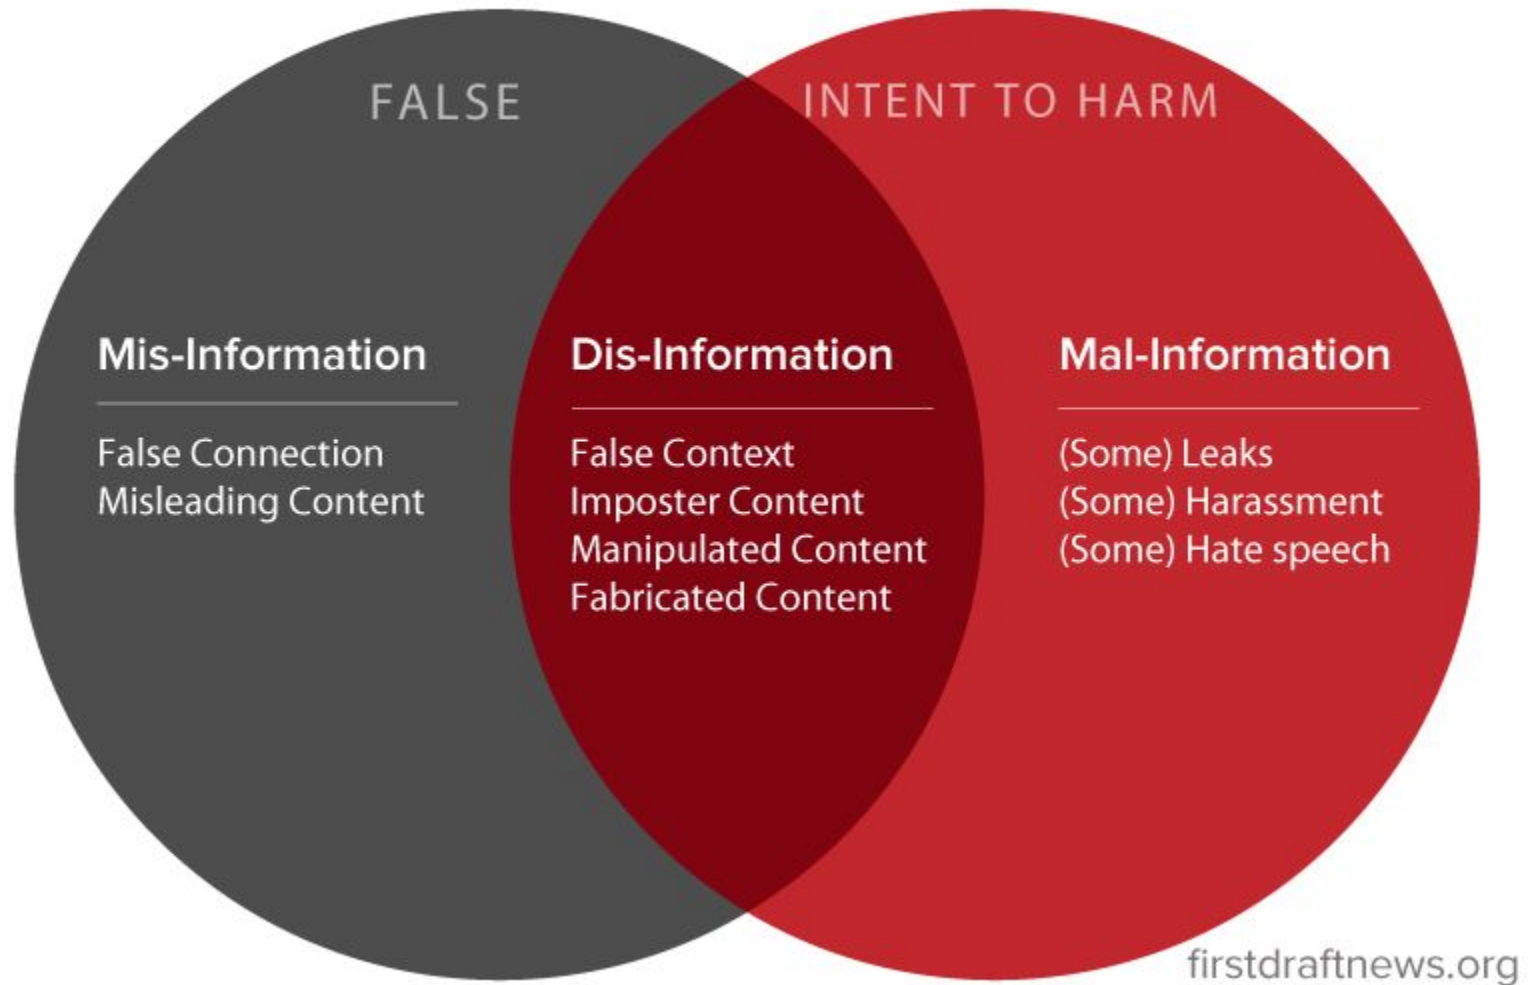 FALSE
INTENT TO HARM
Mis-Information
False Connection
Misleading Content
Dis-Information
False Context
Imposter Content
Manipulated Content
Fabricated Content
Mal-Information
(Some) Leaks
(Some) Harassment
(Some) Hate speech
firstdraftnews.org